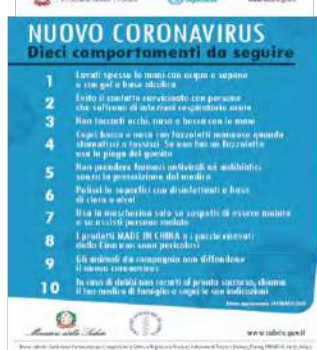 NUOVO CORONAVIRUS
Dieci comportamenti da seguire
1 Lavati spesso le mani con acqua e sapone
o con gel a base alcolica
2 Evita il contatto ravvicinato con persone
che soffrono di infezioni respiratorie acute
3 Non toccarti occhi, naso e bocca con le mani
4 Copri bocca e naso con fazzoletti monouso quando
starnutisci o tossisci. Se non hai un fazzoletto
usa la piega del gomito
5 Non prendere farmaci antivirali né antibiotici
senza la prescrizione del medico
6 Pulisci le superfici con disinfettanti a base
di cloro o alcol
7 Usa la mascherina solo se sospetti di essere malato
o se assisti persone malate
8 I prodotti MADE IN CHINA e i pacchi ricevuti
dalla Cina non sono pericolosi
9 Gli animali da compagnia non diffondono
il nuovo coronavirus
10 In caso di dubbi non recarti al pronto soccorso, chiama
il tuo medico di famiglia e segui le sue indicazioni
Ministero della Salute
www.salute.gov.it